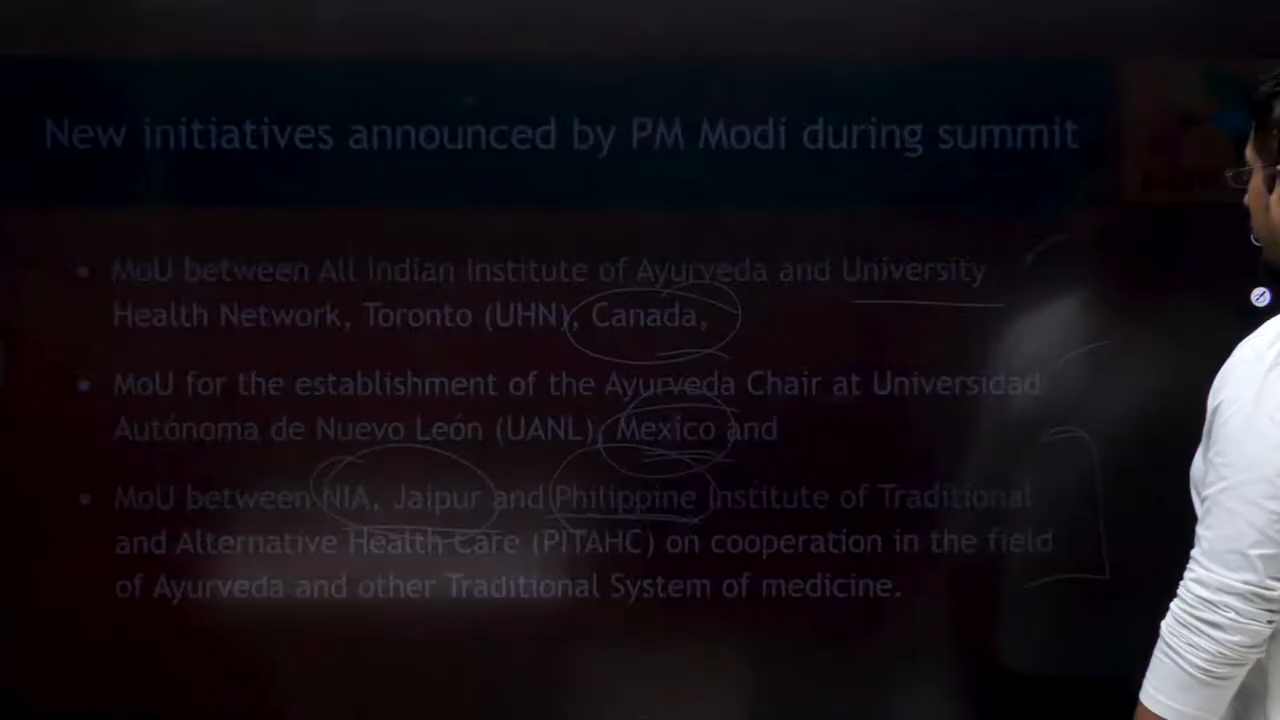 New initiatives announced by PM Modi during summit
• MoU between All Indian Institute of Ayurveda and University
Health Network, Toronto (UHN), Canada,
• MoU for the establishment of the Ayurveda Chair at Universidad
Autónoma de Nuevo León (UANL) Mexico and
• MoU between NIA, Jaipur and Philippine Institute of Traditional
and Alternative Health Care (PITAHC) on cooperation in the field
of Ayurveda and other Traditional System of medicine.